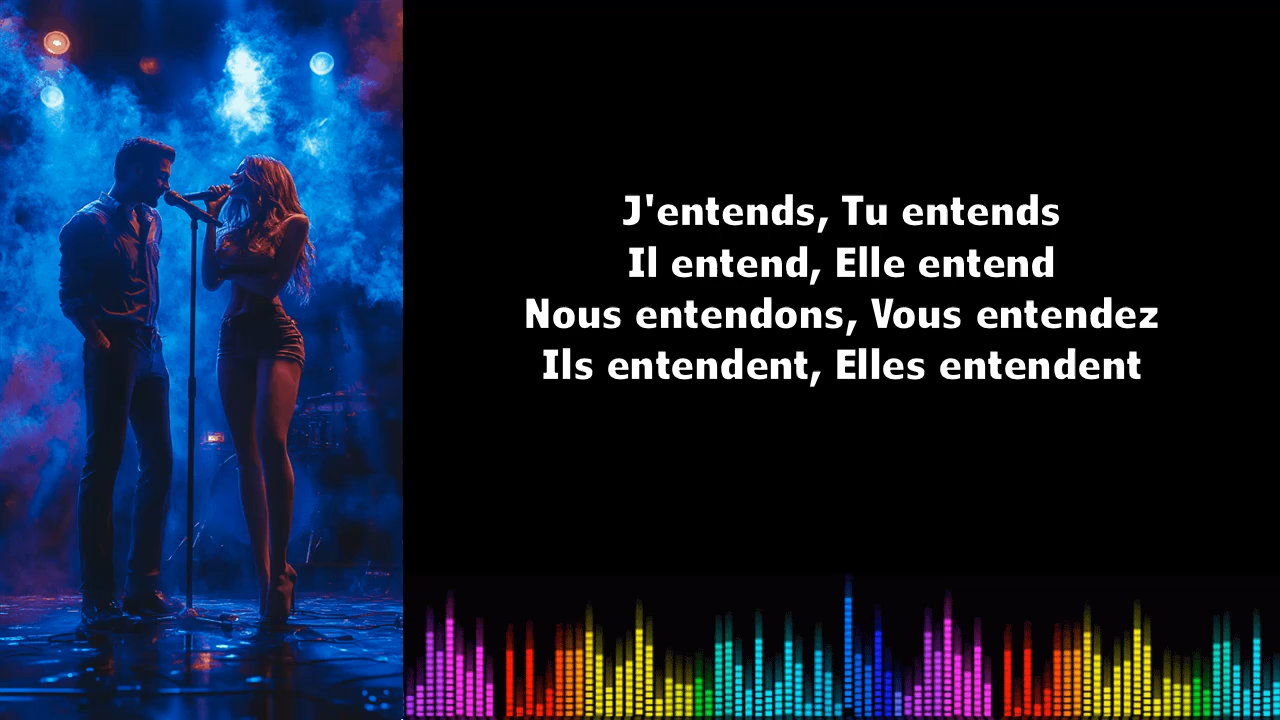 J'entends, Tu entends
Il entend, Elle entend
Nous entendons, Vous entendez
Ils entendent, Elles entendent